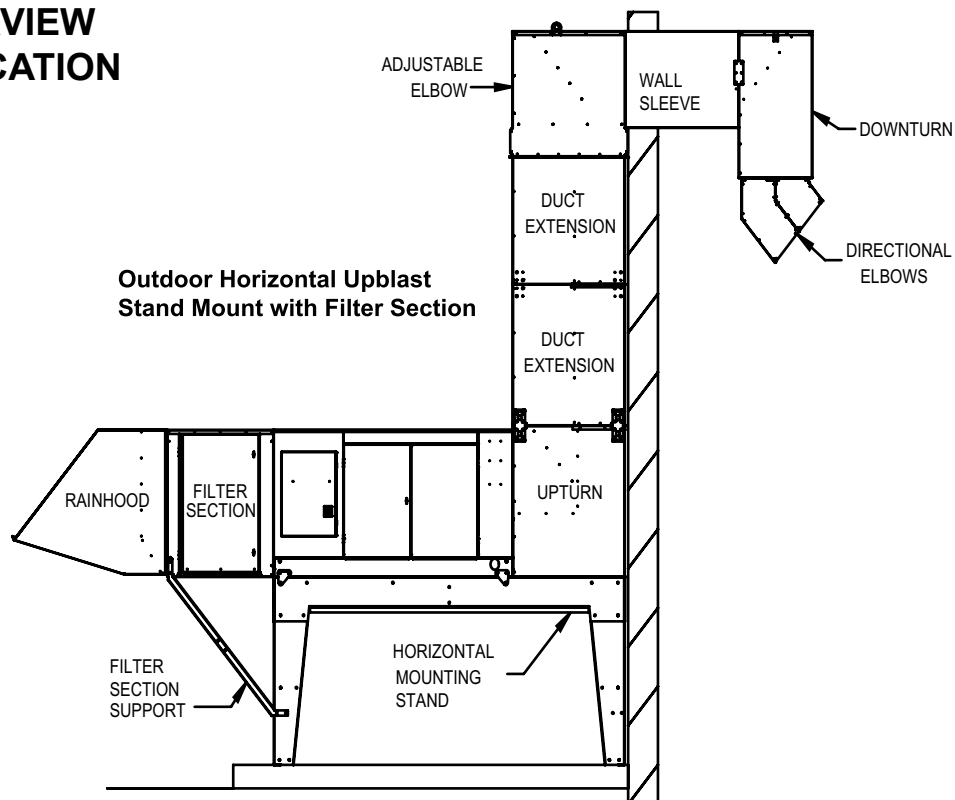 CATION
ADJUSTABLE
ELBOW
WALL
SLEEVE
DOWNTURN
DUCT
EXTENSION
DIRECTIONAL
ELBOWS
Outdoor Horizontal Upblast
Stand Mount with Filter Section
DUCT
EXTENSION
RAINHOOD
FILTER
SECTION
UPTURN
HORIZONTAL
MOUNTING
STAND
FILTER
SECTION
SUPPORT